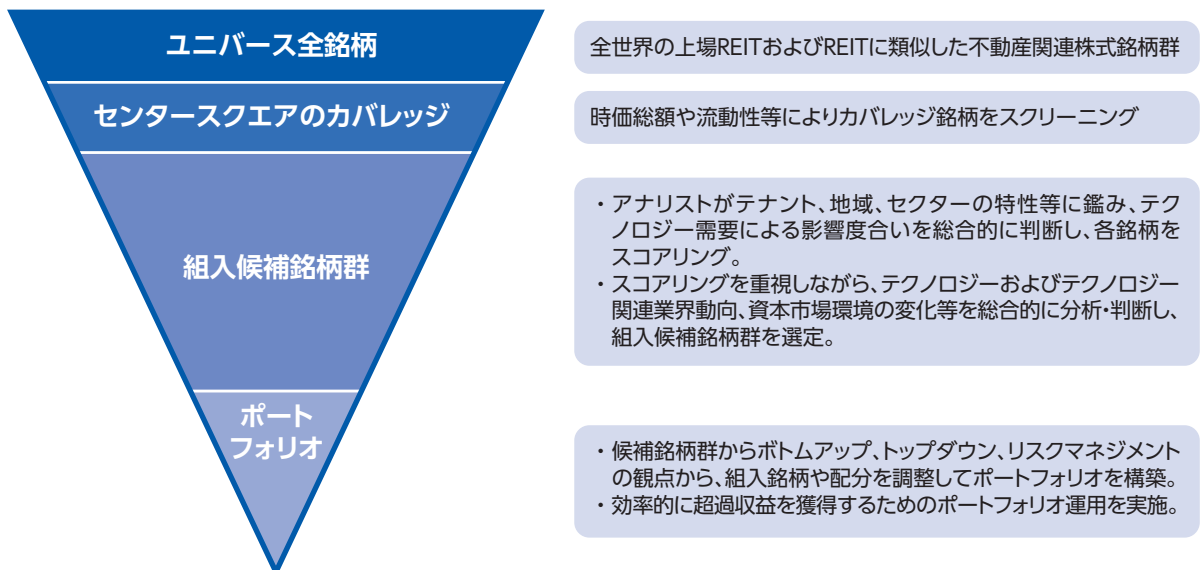 ユニバース全銘柄
全世界の上場REITおよびREITに類似した不動産関連株式銘柄群
センタースクエアのカバレッジ
時価総額や流動性等によりカバレッジ銘柄をスクリーニング
組入候補銘柄群
・アナリストがテナント、地域、セクターの特性等に鑑み、テク
ノロジー需要による影響度合いを総合的に判断し、各銘柄を
スコアリング。
・スコアリングを重視しながら、テクノロジーおよびテクノロジー
関連業界動向、資本市場環境の変化等を総合的に分析・判断し、
組入候補銘柄群を選定。
ポート
フォリオ
・候補銘柄群からボトムアップ、トップダウン、リスクマネジメント
の観点から、組入銘柄や配分を調整してポートフォリオを構築。
・効率的に超過収益を獲得するためのポートフォリオ運用を実施。